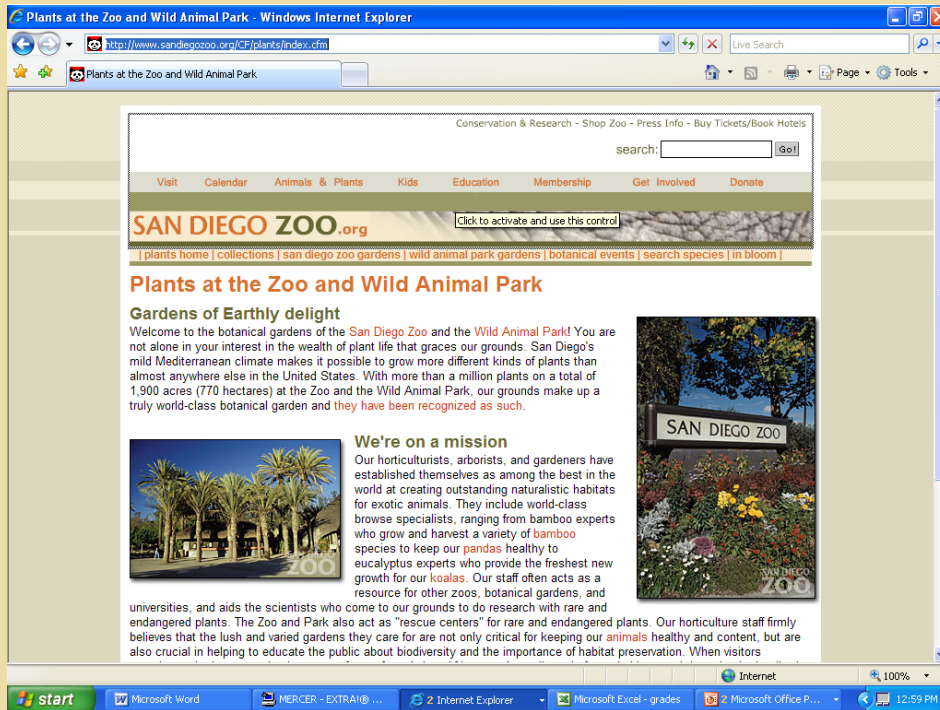 Plants at the Zoo and Wild Animal Park - Windows Internet Explorer
http://www.sandiegozoo.org/CF/plants/index.cfm
Live Search
Plants at the Zoo and Wild Animal Park
Page
Tools
Conservation & Research - Shop Zoo - Press Info - Buy Tickets/Book Hotels
search:
Go!
Visit Calendar Animals & Plants Kids Education Membership Get Involved Donate
SAN DIEGO ZOO.org
Click to activate and use this control
| plants home | collections | san diego zoo gardens | wild animal park gardens | botanical events | search species | in bloom |
Plants at the Zoo and Wild Animal Park
Gardens of Earthly delight
Welcome to the botanical gardens of the San Diego Zoo and the Wild Animal Park! You are
not alone in your interest in the wealth of plant life that graces our grounds. San Diego's
mild Mediterranean climate makes it possible to grow more different kinds of plants than
almost anywhere else in the United States. With more than a million plants on a total of
1,900 acres (770 hectares) at the Zoo and the Wild Animal Park, our grounds make up a
truly world-class botanical garden and they have been recognized as such.
SAN DIEGO ZOO
SAN DIEGO
ZOO
SAN DIEGO
ZOO
We're on a mission
Our horticulturists, arborists, and gardeners have
established themselves as among the best in the
world at creating outstanding naturalistic habitats
for exotic animals. They include world-class
browse specialists, ranging from bamboo experts
who grow and harvest a variety of bamboo
species to keep our pandas healthy to
eucalyptus experts who provide the freshest new
growth for our koalas. Our staff often acts as a
resource for other zoos, botanical gardens, and
universities, and aids the scientists who come to our grounds to do research with rare and
endangered plants. The Zoo and Park also act as "rescue centers" for rare and endangered plants. Our horticulture staff firmly
believes that the lush and varied gardens they care for are not only critical for keeping our animals healthy and content, but are
also crucial in helping to educate the public about biodiversity and the importance of habitat preservation. When visitors
Internet
100%
start
Microsoft Word
MERCER - EXTRA!® ...
2 Internet Explorer
Microsoft Excel - grades
2 Microsoft Office P...
12:59 PM